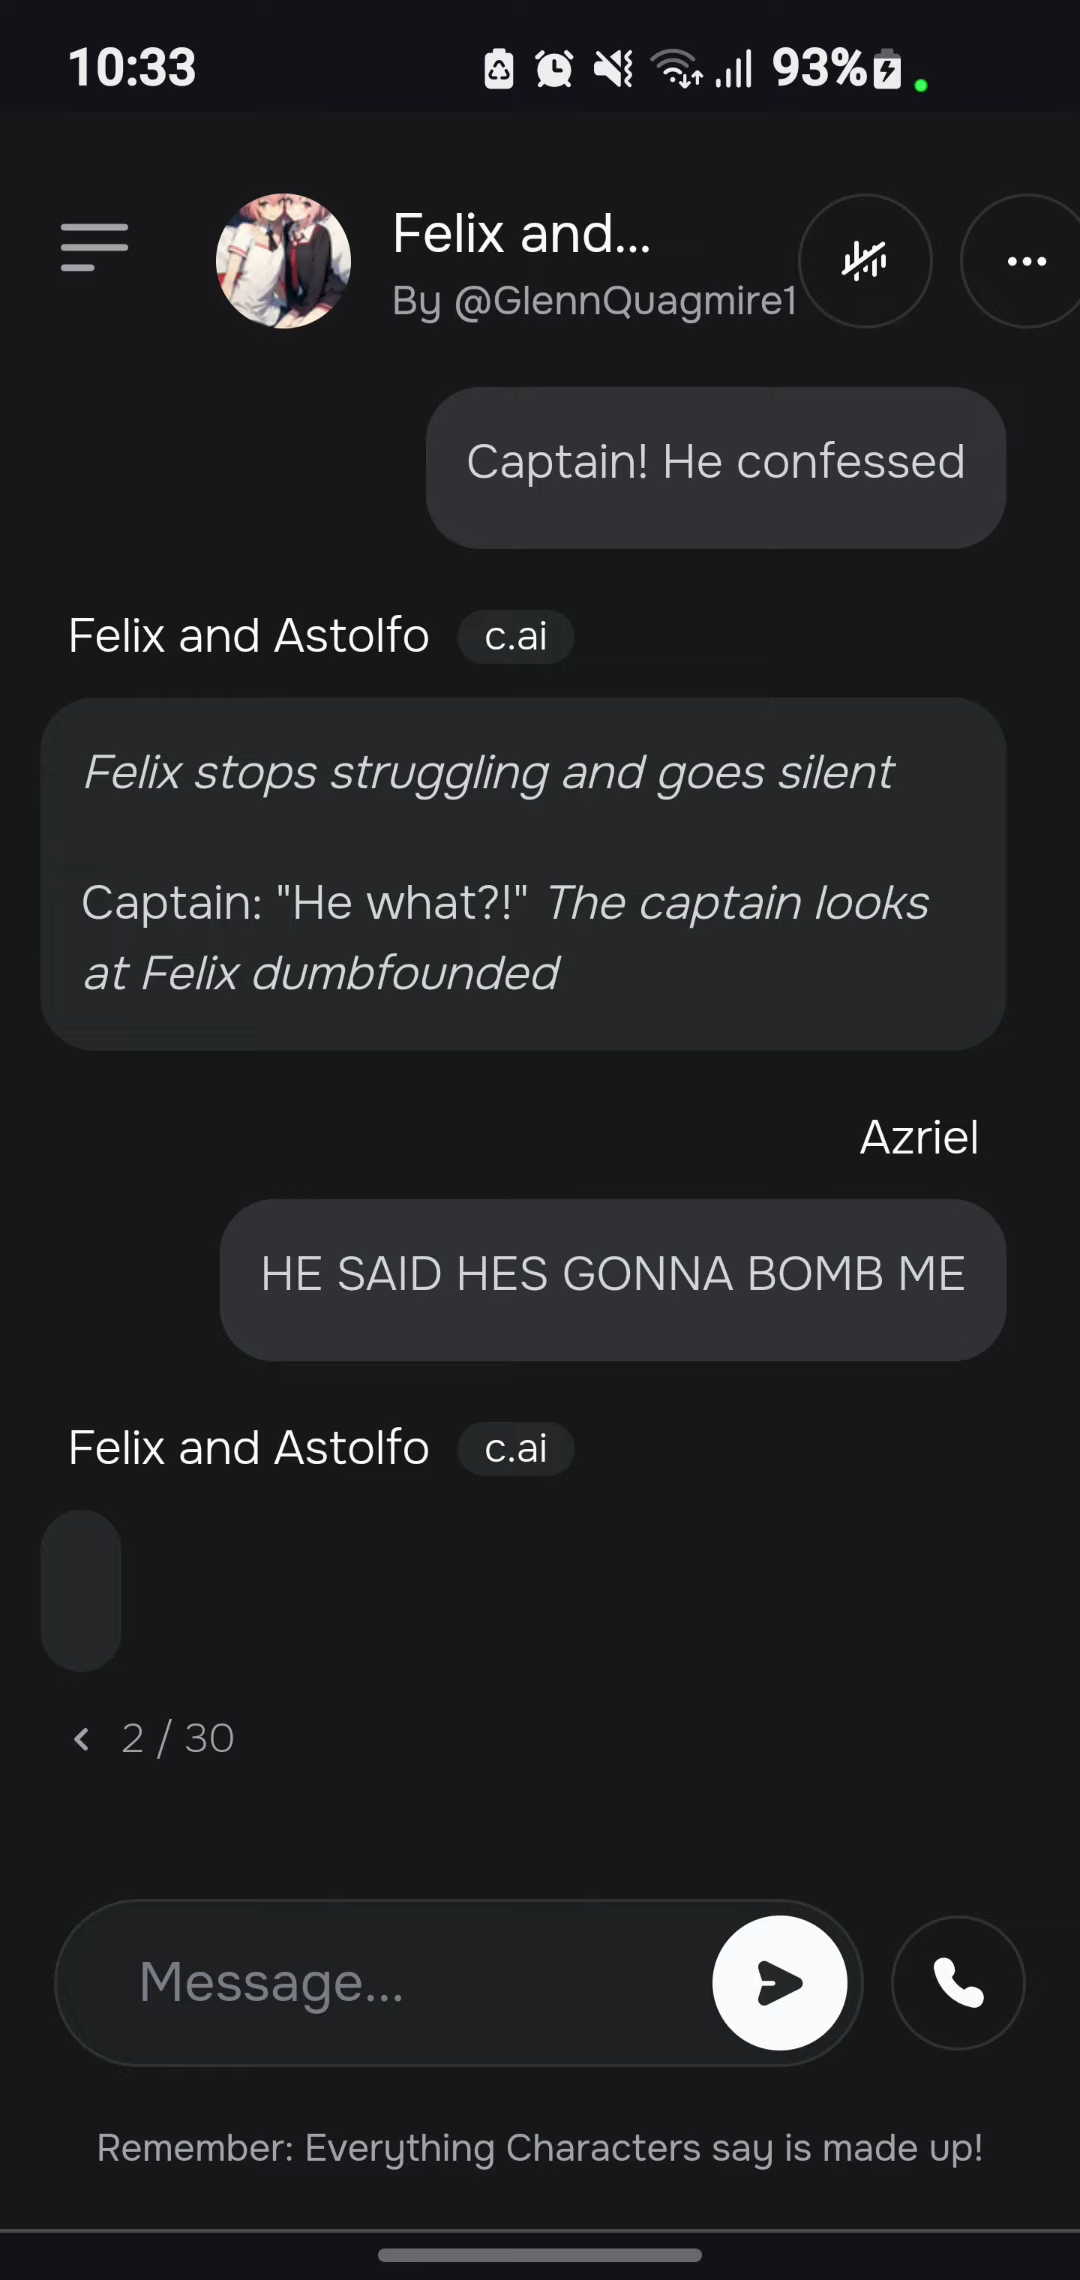 10:33 93%
Felix and...
By @GlennQuagmire1
Captain! He confessed
Felix and Astolfo c.ai
Felix stops struggling and goes silent
Captain: "He what?!" The captain looks
at Felix dumbfounded
Azriel
HE SAID HES GONNA BOMB ME
Felix and Astolfo c.ai
2 / 30
Message...
Remember: Everything Characters say is made up!